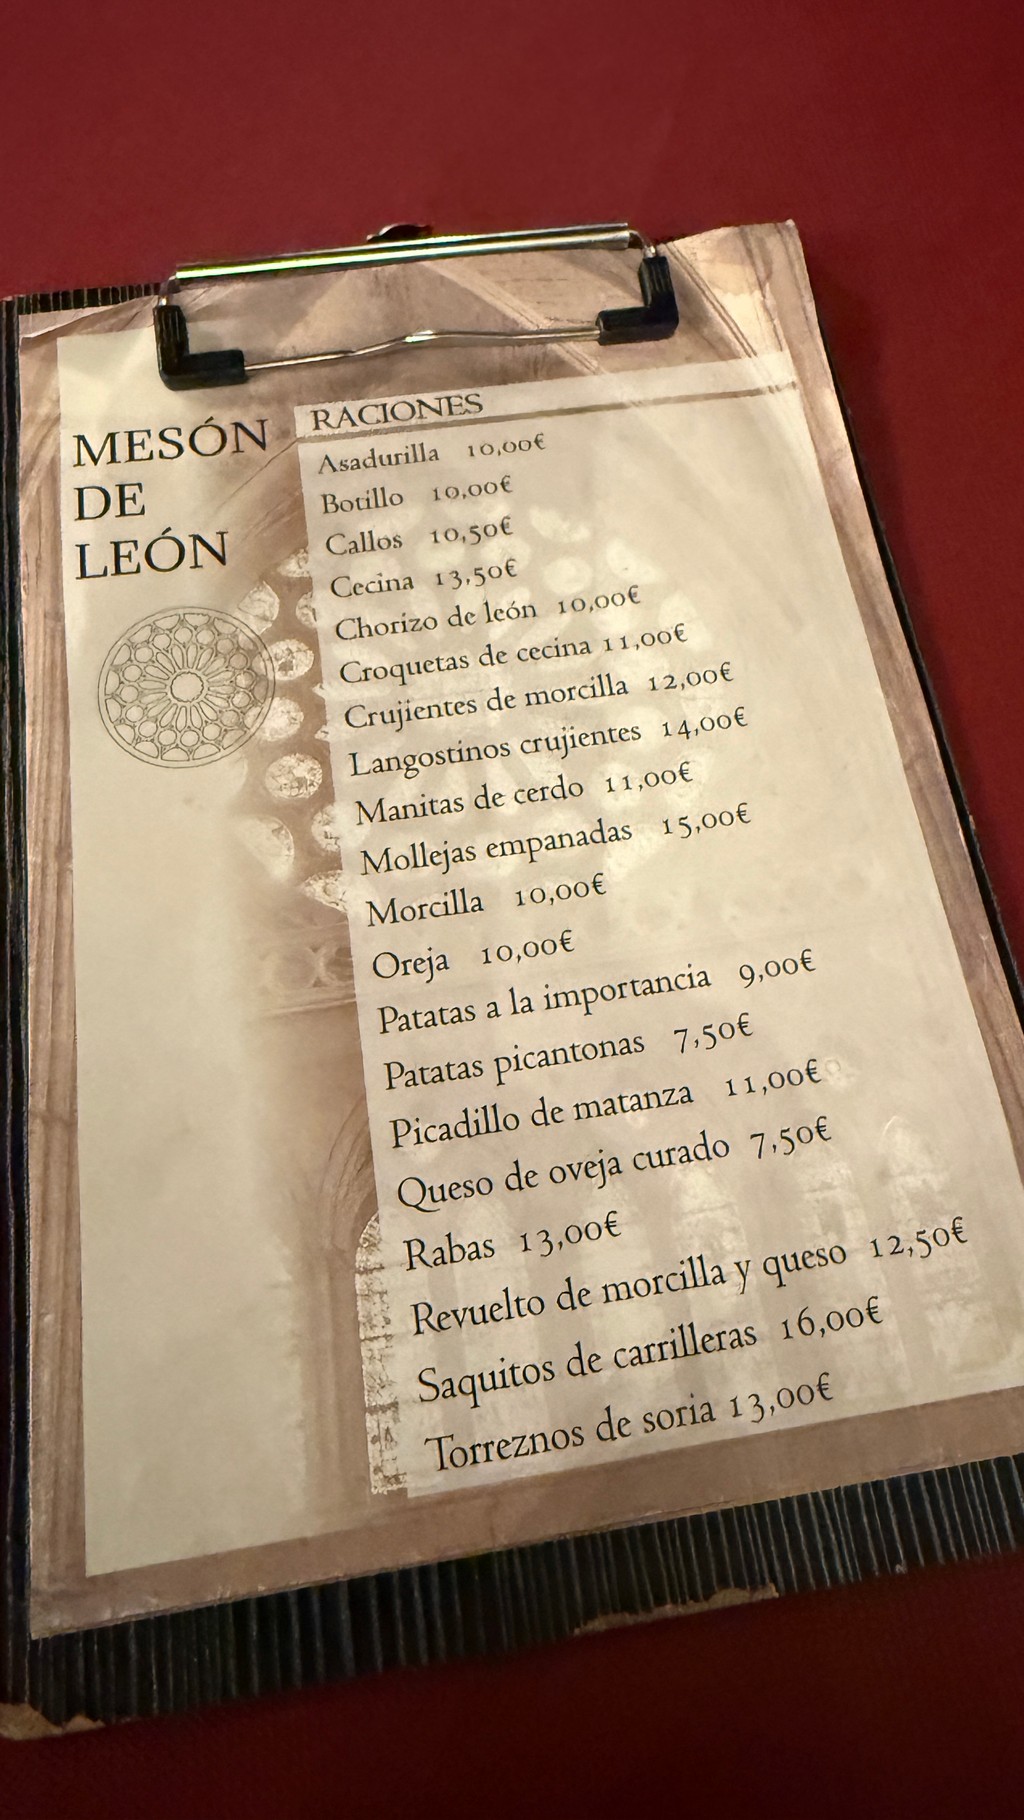 MESÓN
DE
LEÓN
RACIONES
Asadurilla 10,00€
Botillo 10,00€
Callos 10,50€
Cecina 13,50€
Chorizo de león 10,00€
Croquetas de cecina 11,00€
Crujientes de morcilla 12,00€
Langostinos crujientes 14,00€
Manitas de cerdo 11,00€
Mollejas empanadas 15,00€
Morcilla 10,00€
Oreja 10,00€
Patatas a la importancia 9,00€
Patatas picantonas 7,50€
Picadillo de matanza 11,00€
Queso de oveja curado 7,50€
Rabas 13,00€
Revuelto de morcilla y queso 12,50€
Saquitos de carrilleras 16,00€
Torreznos de soria 13,00€